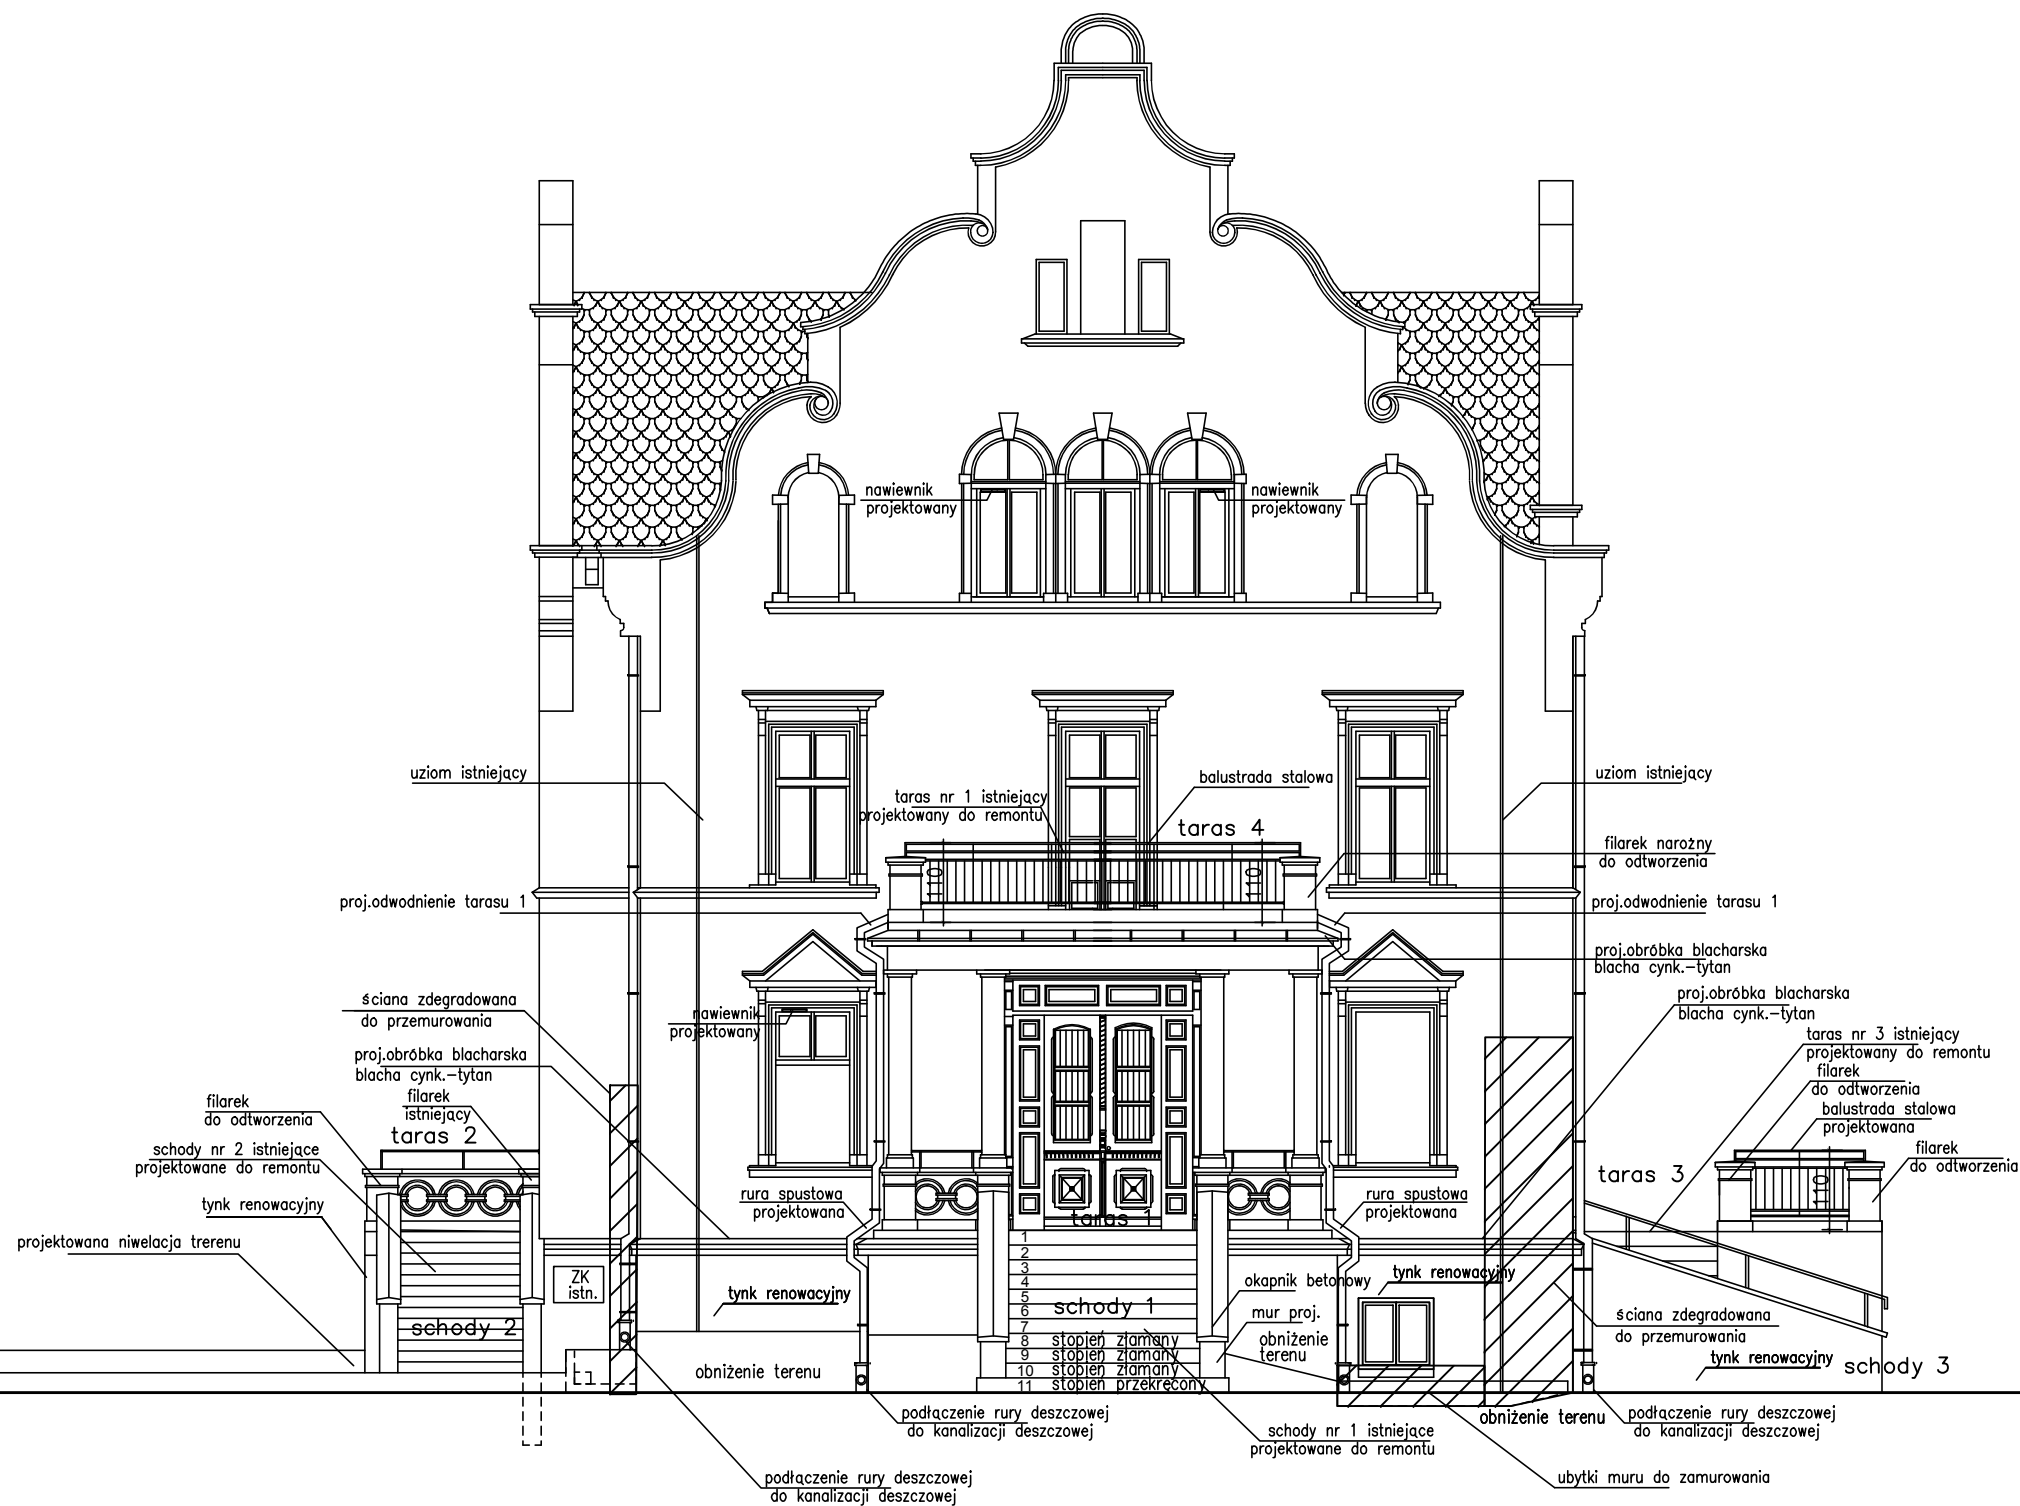 nawiewnik
projektowany
nawiewnik
projektowany
uziom istniejący
balustrada stalowa
uziom istniejący
taras nr 1 istniejący
projektowany do remontu
taras 4
filarek narożny
do odtworzenia
110
110
proj.odwodnienie tarasu 1
proj.odwodnienie tarasu 1
proj.obróbka blacharska
blacha cynk.-tytan
ściana zdegradowana
do przemurowania
nawiewnik
projektowany
proj.obróbka blacharska
blacha cynk.-tytan
taras nr 3 istniejący
projektowany do remontu
proj.obróbka blacharska
blacha cynk.-tytan
filarek
do odtworzenia
filarek
istniejący
filarek
do odtworzenia
balustrada stalowa
projektowana
taras 2
schody nr 2 istniejące
projektowane do remontu
filarek
do odtworzenia
taras 3
110
tynk renowacyjny
rura spustowa
projektowana
rura spustowa
projektowana
taras 1
projektowana niwelacja trerenu
ZK
istn.
tynk renowacyjny
okapnik betonowy
tynk renowacyjny
mur proj.
schody 1
1
2
3
4
5
6
7
8 stopień złamany
9 stopień złamany
10 stopień złamany
11 stopień przekręcony
obniżenie
terenu
ściana zdegradowana
do przemurowania
schody 2
obniżenie terenu
tynk renowacyjny
schody 3
podłączenie rury deszczowej
do kanalizacji deszczowej
obniżenie terenu
podłączenie rury deszczowej
do kanalizacji deszczowej
schody nr 1 istniejące
projektowane do remontu
podłączenie rury deszczowej
do kanalizacji deszczowej
ubytki muru do zamurowania